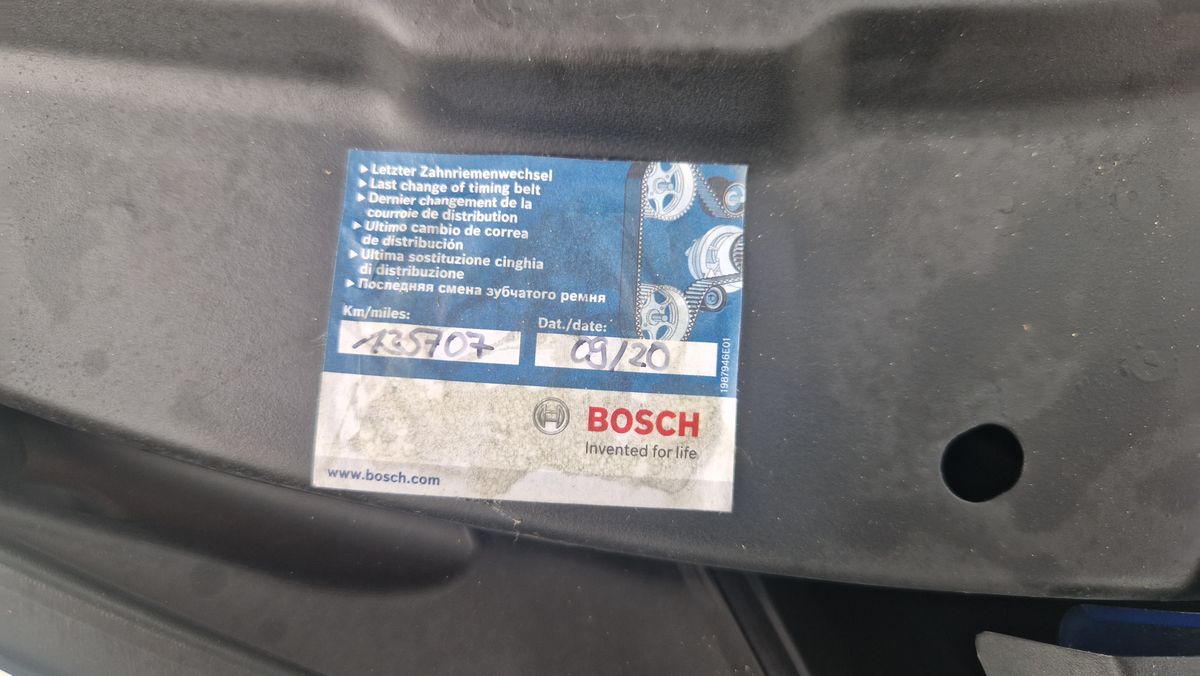 ▸ Letzter Zahnriemenwechsel
▸ Last change of timing belt
▸ Dernier changement de la
courroie de distribution
▸ Ultimo cambio de correa
de distribución
▸ Ultima sostituzione cinghia
di distribuzione
▸ Последняя смена зубчатого ремня
Km/miles:
135707
Dat./date:
09/20
1987946E01
BOSCH
Invented for life
www.bosch.com